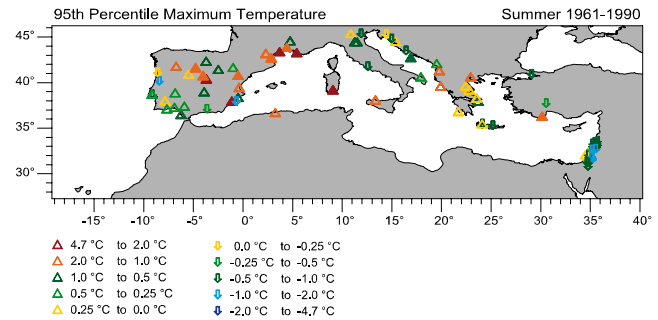 95th Percentile Maximum Temperature Summer 1961-1990
45°
40°
35°
30°
-15° -10° -5° 0° 5° 10° 15° 20° 25° 30° 35° 40°
4.7 °C to 2.0 °C 0.0 °C to -0.25 °C
2.0 °C to 1.0 °C -0.25 °C to -0.5 °C
1.0 °C to 0.5 °C -0.5 °C to -1.0 °C
0.5 °C to 0.25 °C -1.0 °C to -2.0 °C
0.25 °C to 0.0 °C -2.0 °C to -4.7 °C